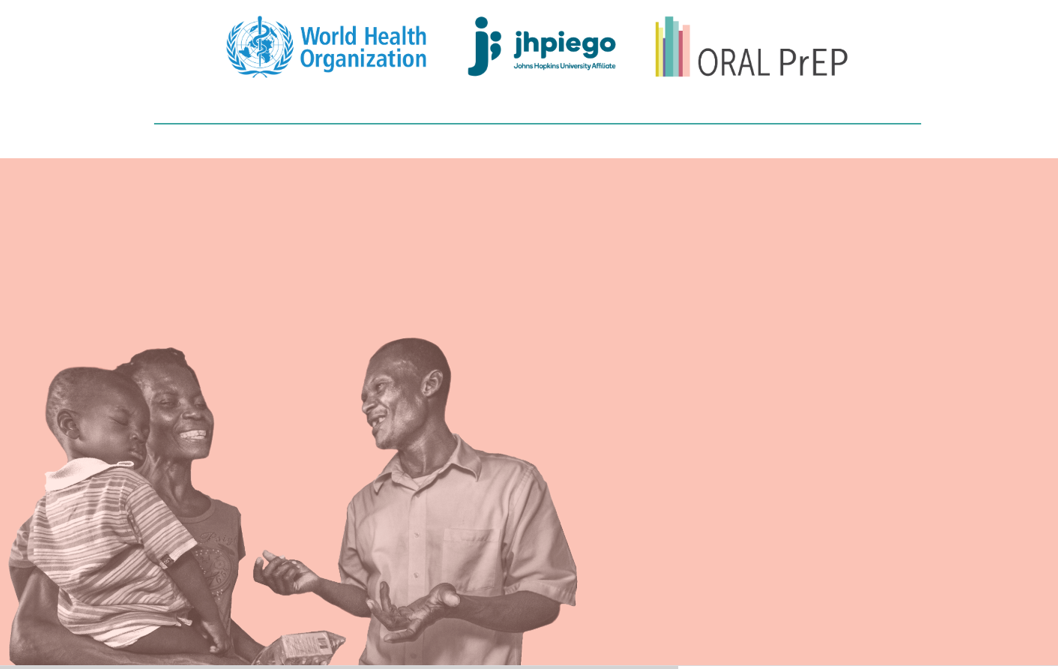 World Health
Organization
jhpiego
Johns Hopkins University Affiliate
ORAL PrEP